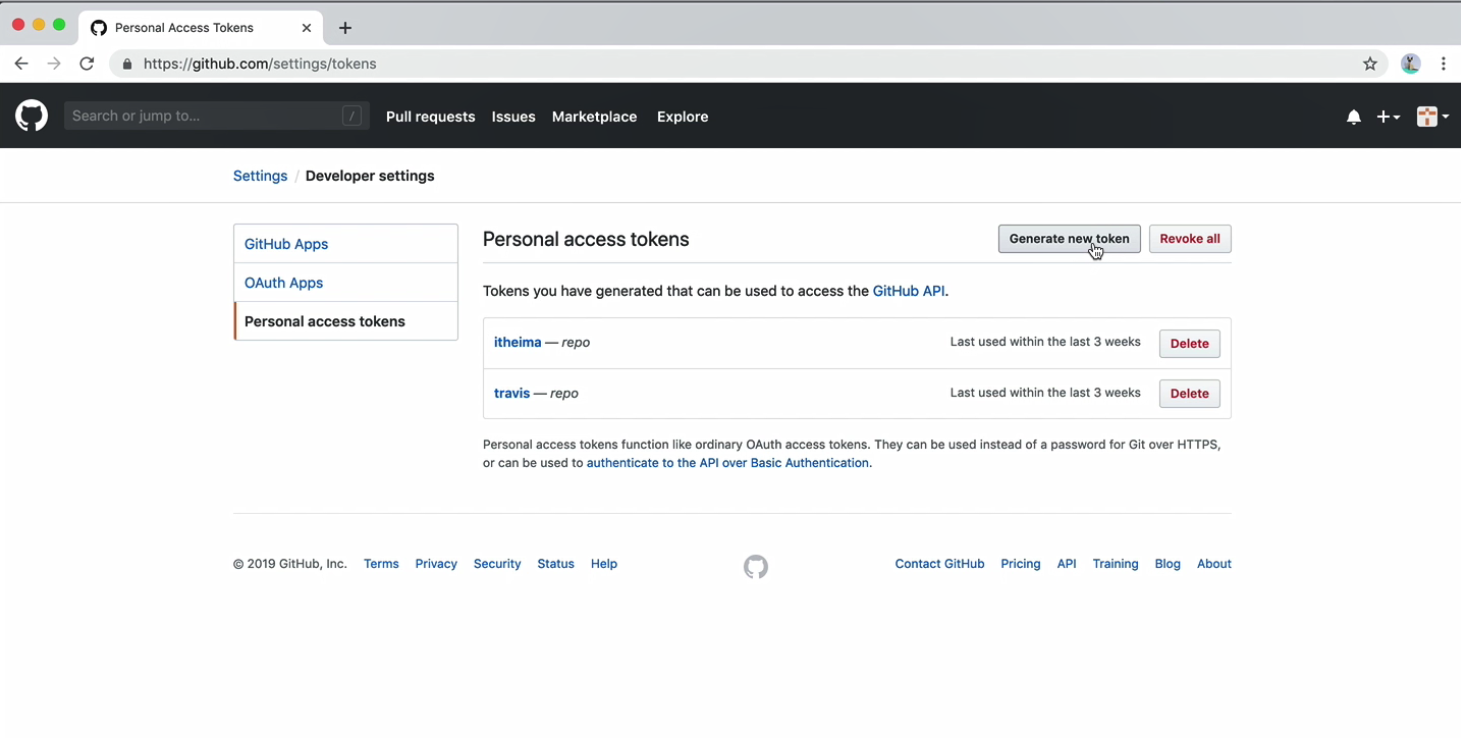 Personal Access Tokens
https://github.com/settings/tokens
Search or jump to... / Pull requests Issues Marketplace Explore
Settings / Developer settings
GitHub Apps
OAuth Apps
Personal access tokens
Personal access tokens Generate new token Revoke all
Tokens you have generated that can be used to access the GitHub API.
itheima — repo Last used within the last 3 weeks Delete
travis — repo Last used within the last 3 weeks Delete
Personal access tokens function like ordinary OAuth access tokens. They can be used instead of a password for Git over HTTPS,
or can be used to authenticate to the API over Basic Authentication.
© 2019 GitHub, Inc. Terms Privacy Security Status Help Contact GitHub Pricing API Training Blog About